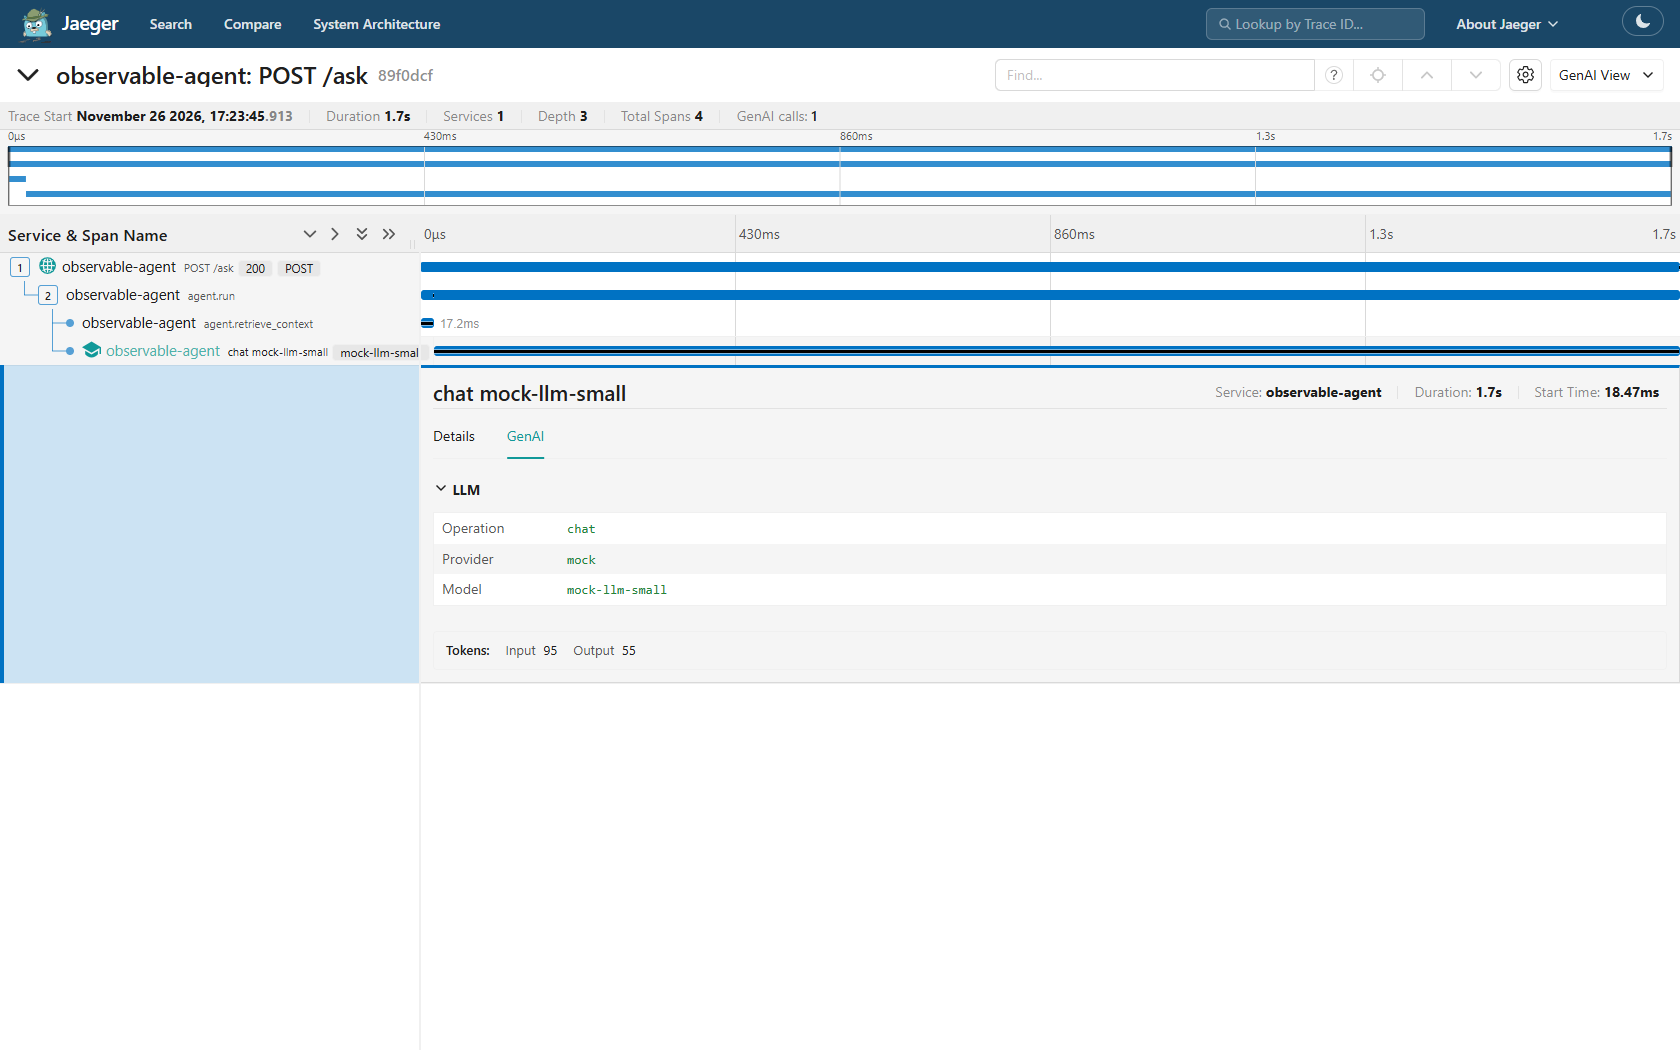 Jaeger Search Compare System Architecture Lookup by Trace ID... About Jaeger
observable-agent: POST /ask 89f0dcf Find... ? GenAI View
Trace Start November 26 2026, 17:23:45.913 Duration 1.7s Services 1 Depth 3 Total Spans 4 GenAI calls: 1
0μs 430ms 860ms 1.3s 1.7s
Service & Span Name 0μs 430ms 860ms 1.3s 1.7s
1 observable-agent POST /ask 200 POST
2 observable-agent agent.run
observable-agent agent.retrieve_context 17.2ms
observable-agent chat mock-llm-small mock-llm-smal
chat mock-llm-small Service: observable-agent Duration: 1.7s Start Time: 18.47ms
Details GenAI
LLM
Operation chat
Provider mock
Model mock-llm-small
Tokens: Input 95 Output 55